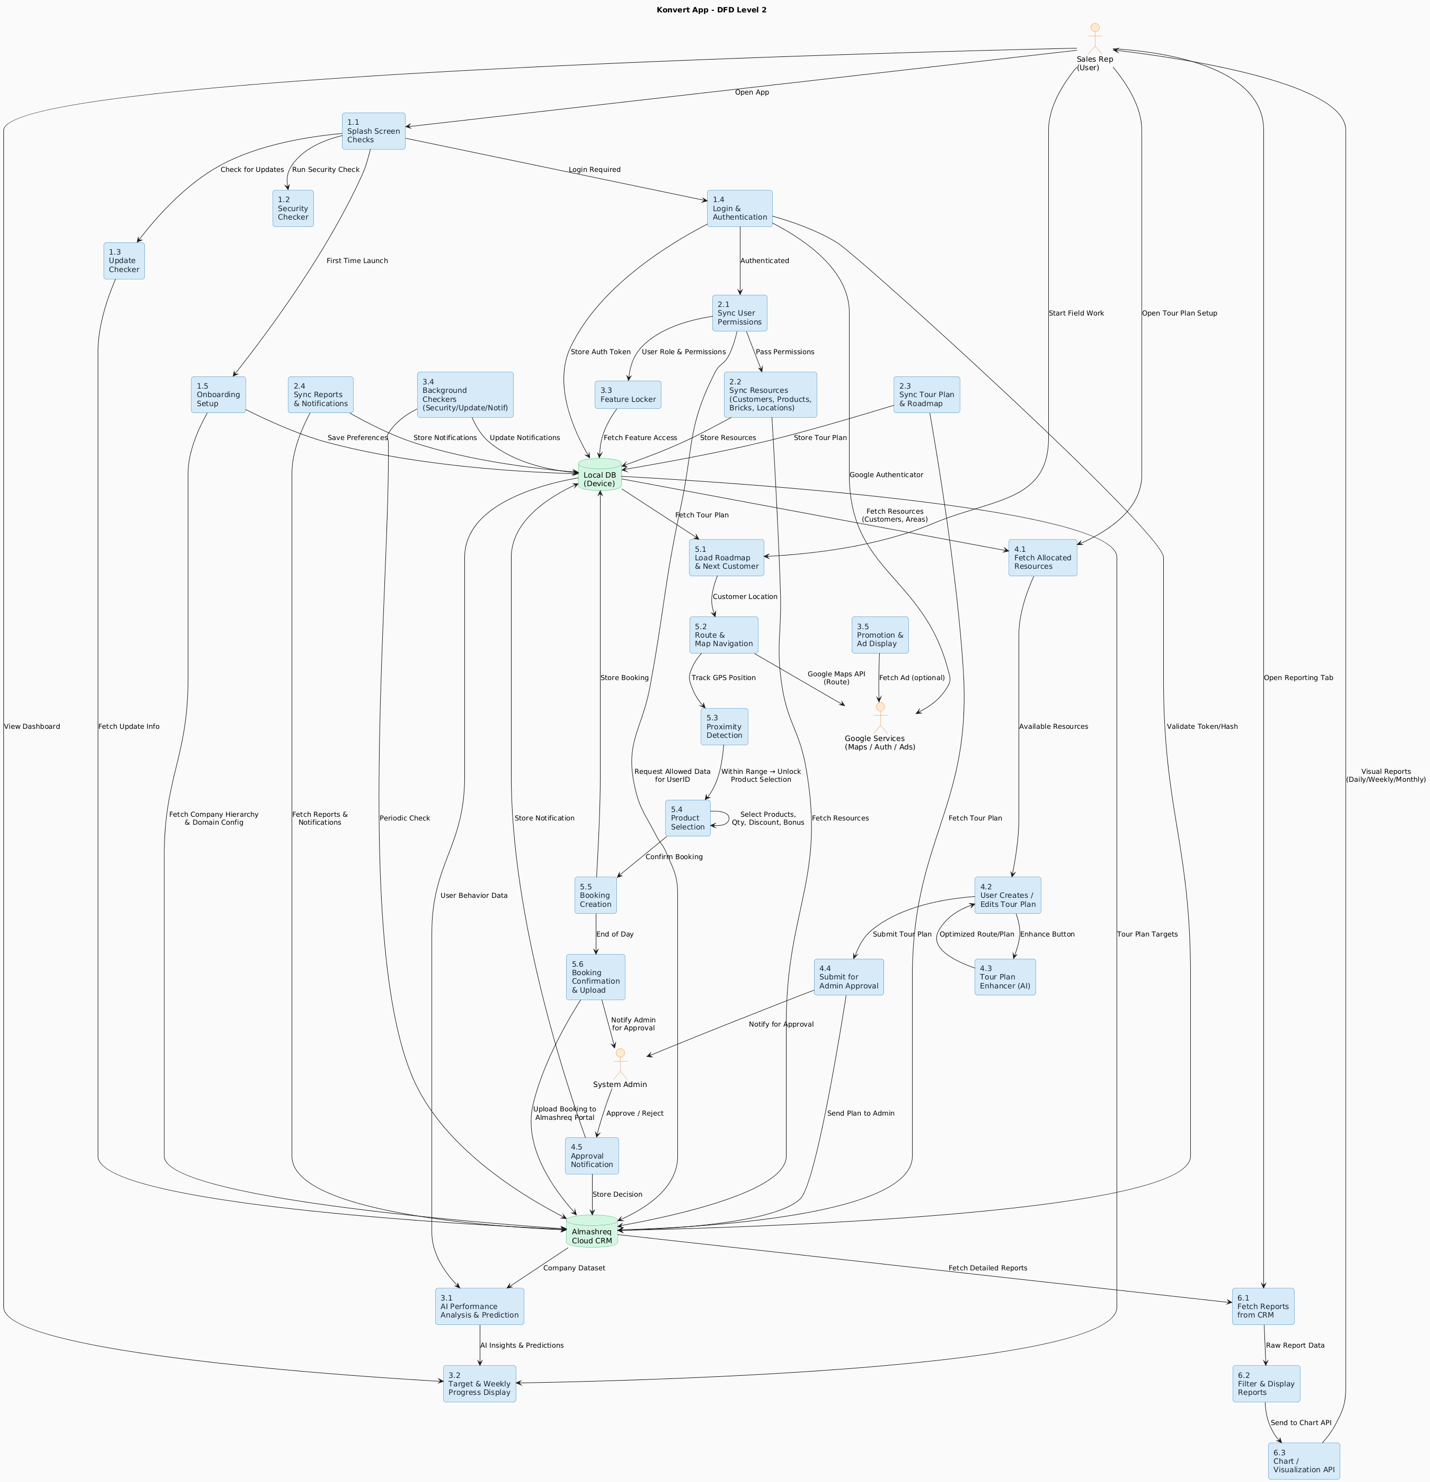 Konvert App - DFD Level 2
Sales Rep
(User)
Open App
1.1
Splash Screen
Checks
Check for Updates
Run Security Check
Login Required
1.2
Security
Checker
1.4
Login &
Authentication
1.3
Update
Checker
First Time Launch
Authenticated
2.1
Sync User
Permissions
Start Field Work
Open Tour Plan Setup
Store Auth Token
User Role & Permissions
Pass Permissions
1.5
Onboarding
Setup
2.4
Sync Reports
& Notifications
3.4
Background
Checkers
(Security/Update/Notif)
3.3
Feature Locker
2.2
Sync Resources
(Customers, Products,
Bricks, Locations)
2.3
Sync Tour Plan
& Roadmap
Save Preferences
Store Notifications
Update Notifications
Fetch Feature Access
Store Resources
Store Tour Plan
Local DB
(Device)
Google Authenticator
Fetch Tour Plan
Fetch Resources
(Customers, Areas)
5.1
Load Roadmap
& Next Customer
4.1
Fetch Allocated
Resources
Customer Location
5.2
Route &
Map Navigation
3.5
Promotion &
Ad Display
Store Booking
Track GPS Position
Google Maps API
(Route)
Fetch Ad (optional)
Open Reporting Tab
5.3
Proximity
Detection
Google Services
(Maps / Auth / Ads)
View Dashboard
Fetch Update Info
Available Resources
Validate Token/Hash
Request Allowed Data
for UserID
Within Range → Unlock
Product Selection
Visual Reports
(Daily/Weekly/Monthly)
5.4
Product
Selection
Select Products,
Qty, Discount, Bonus
Fetch Company Hierarchy
& Domain Config
Fetch Reports &
Notifications
Periodic Check
Store Notification
Fetch Resources
Fetch Tour Plan
Confirm Booking
5.5
Booking
Creation
4.2
User Creates /
Edits Tour Plan
User Behavior Data
End of Day
Submit Tour Plan
Optimized Route/Plan
Enhance Button
Tour Plan Targets
5.6
Booking
Confirmation
& Upload
4.4
Submit for
Admin Approval
4.3
Tour Plan
Enhancer (AI)
Notify Admin
for Approval
Notify for Approval
System Admin
Upload Booking to
Almashreq Portal
Approve / Reject
Send Plan to Admin
4.5
Approval
Notification
Store Decision
Almashreq
Cloud CRM
Company Dataset
Fetch Detailed Reports
3.1
AI Performance
Analysis & Prediction
6.1
Fetch Reports
from CRM
AI Insights & Predictions
Raw Report Data
3.2
Target & Weekly
Progress Display
6.2
Filter & Display
Reports
Send to Chart API
6.3
Chart /
Visualization API